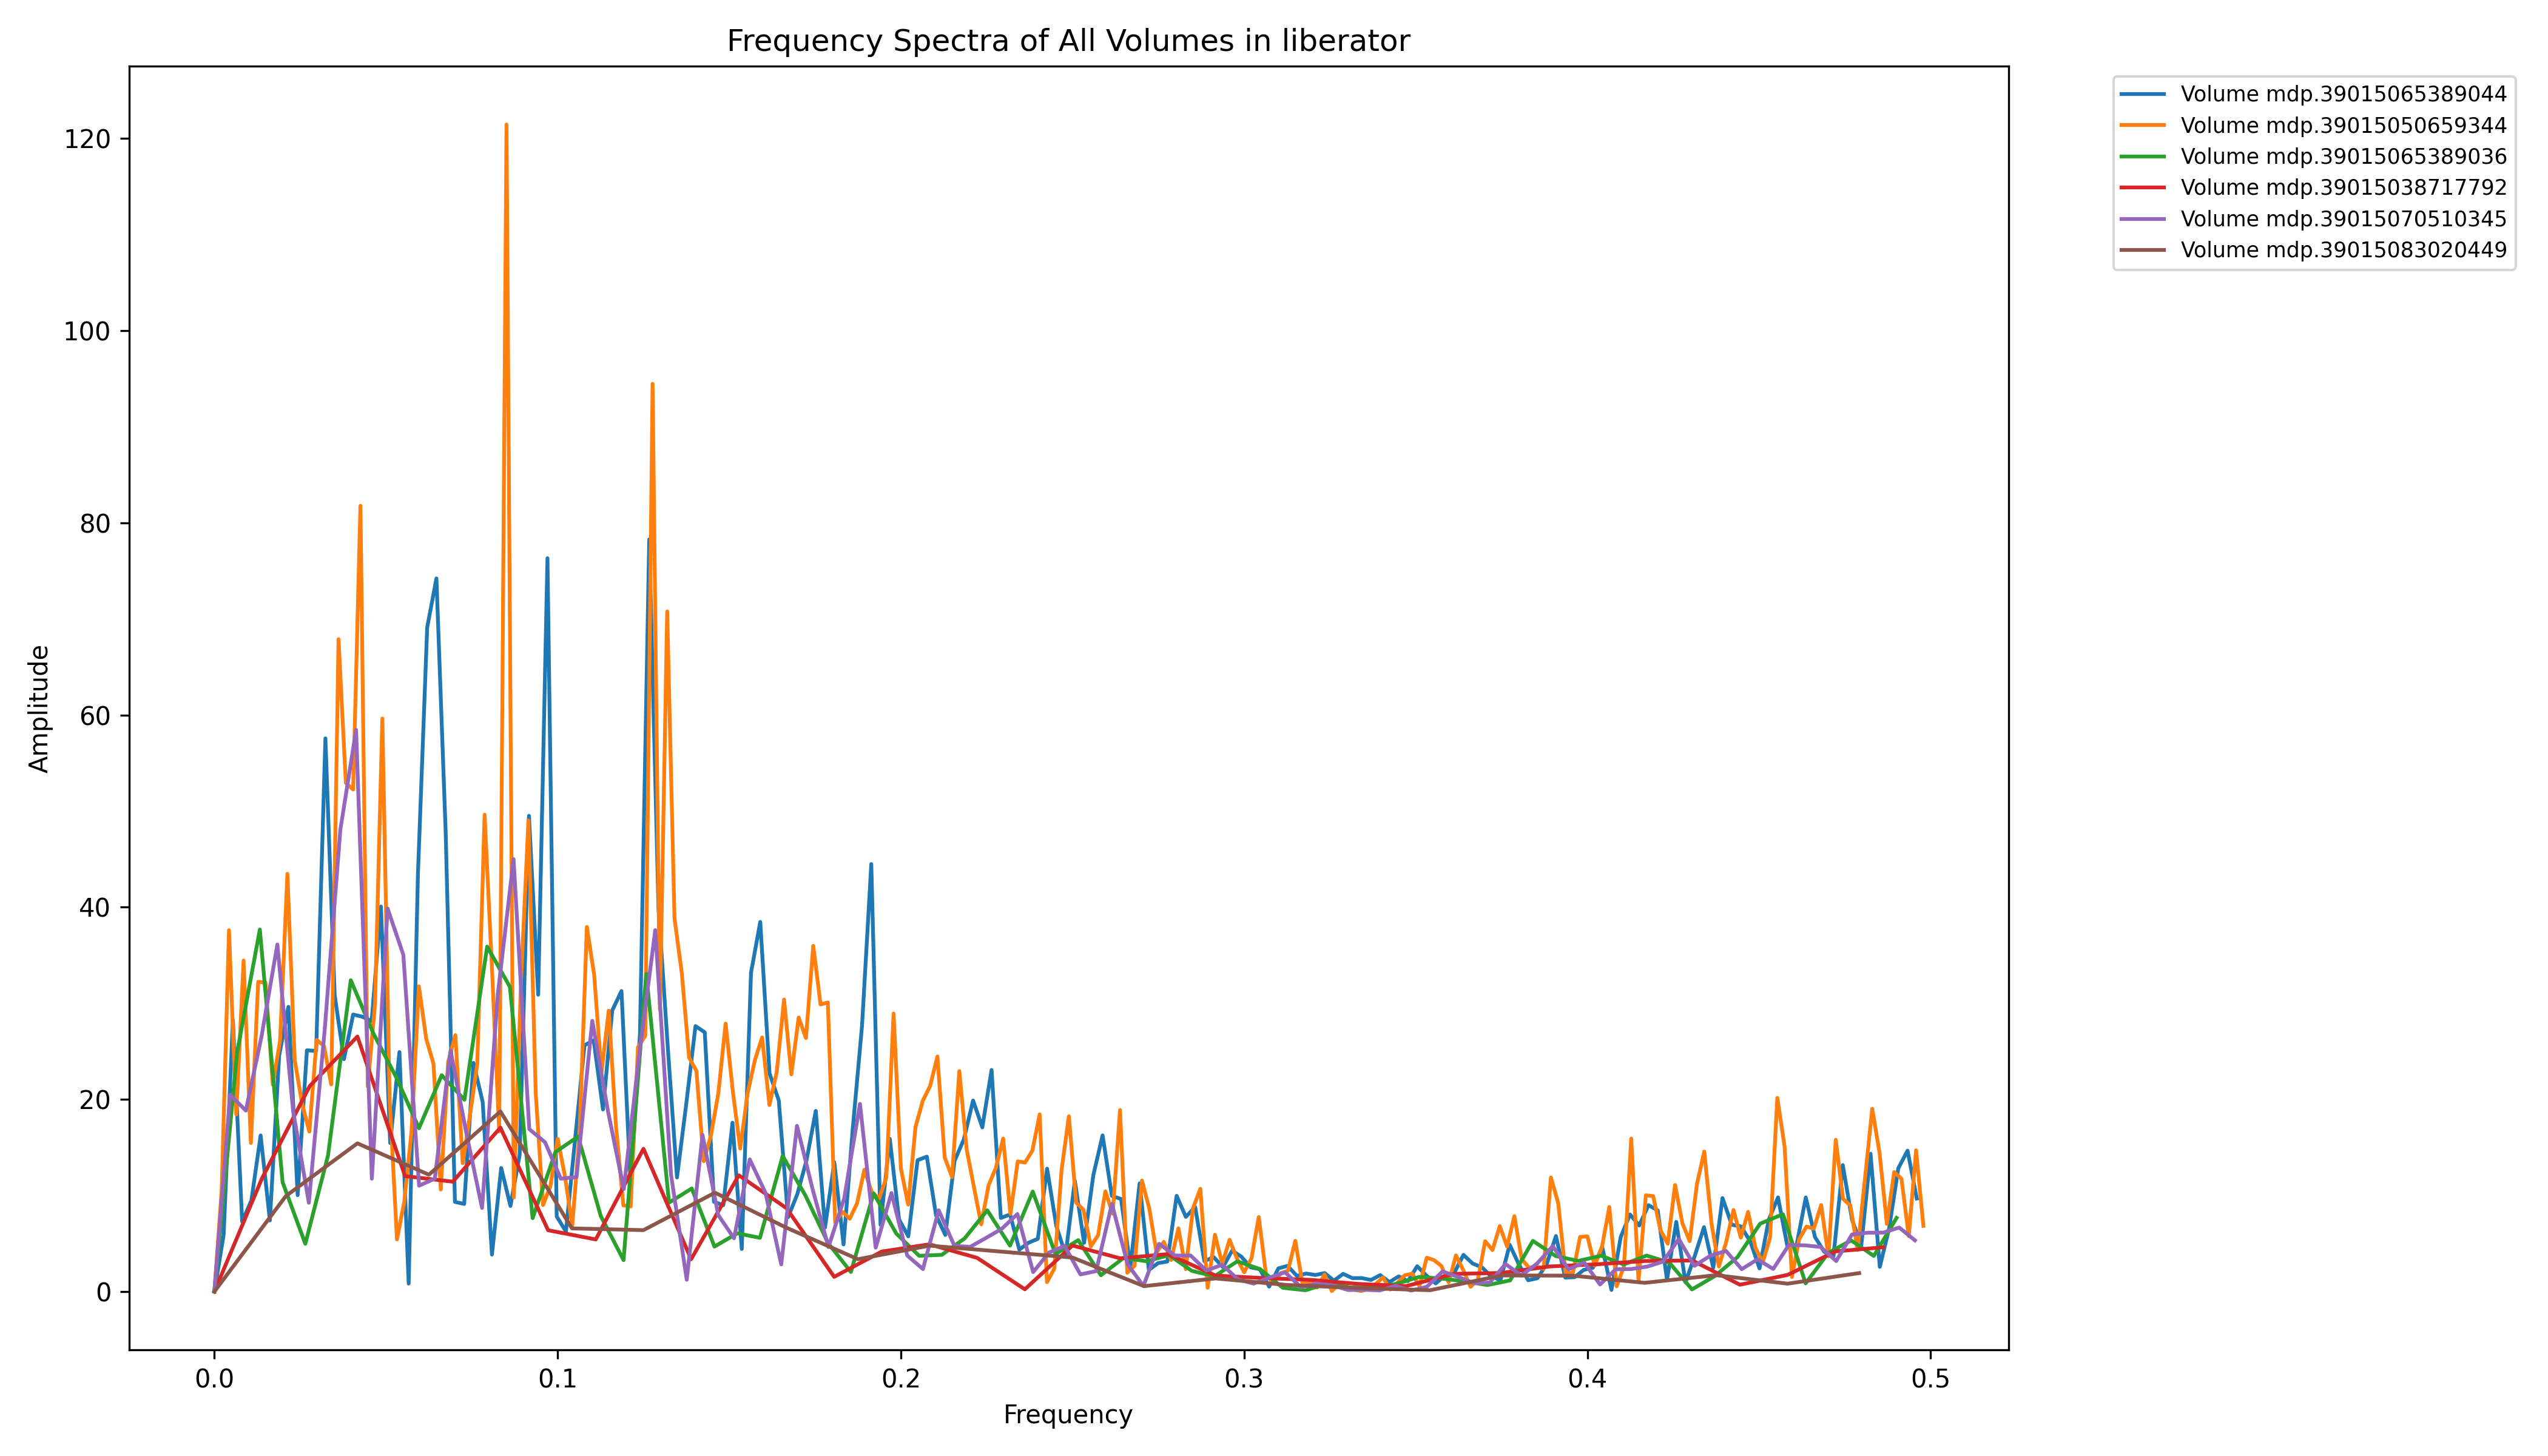 Frequency Spectra of All Volumes in liberator
Volume mdp.39015065389044
Volume mdp.39015050659344
Volume mdp.39015065389036
Volume mdp.39015038717792
Volume mdp.39015070510345
Volume mdp.39015083020449
120
100
80
60
40
20
0
Amplitude
0.0 0.1 0.2 0.3 0.4 0.5
Frequency